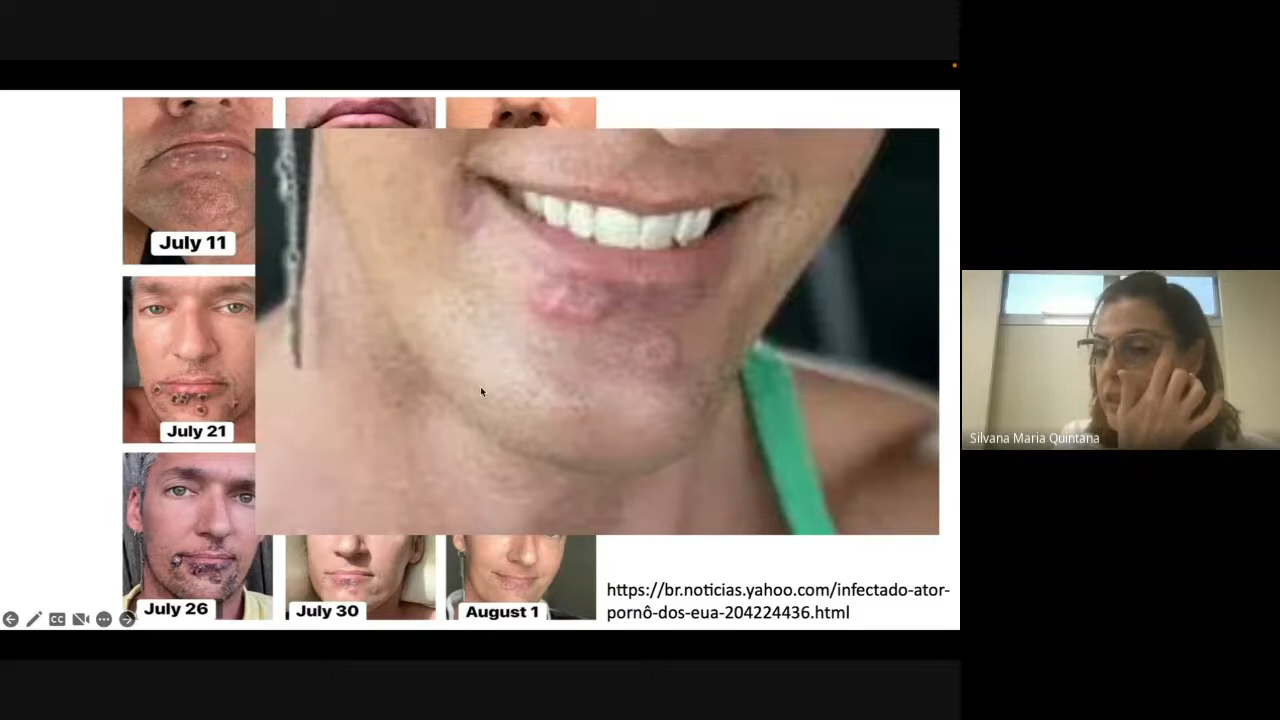 July 11
July 21
July 26
July 30
August 1
https://br.noticias.yahoo.com/infectado-ator-
pornô-dos-eua-204224436.html
CC
Silvana Maria Quintana